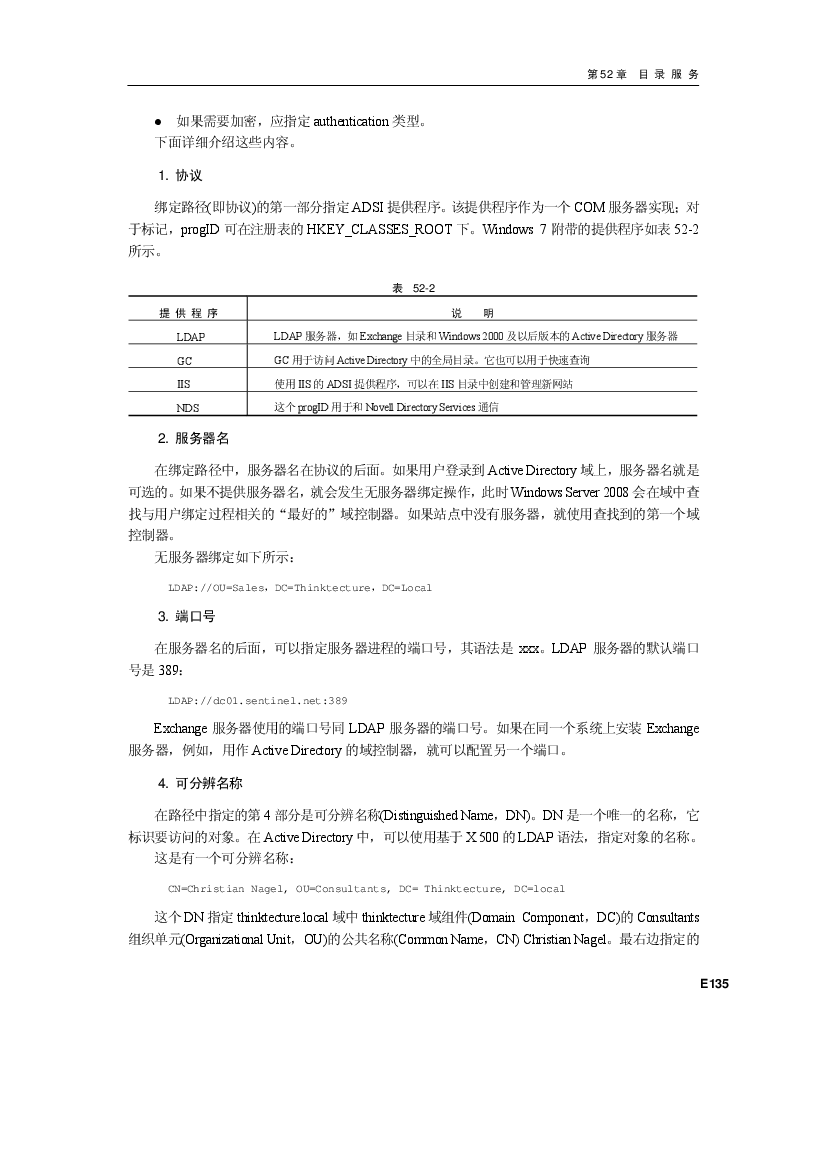 第52章 目 录 服 务
● 如果需要加密，应指定 authentication 类型。
下面详细介绍这些内容。
1. 协议
绑定路径(即协议)的第一部分指定 ADSI 提供程序。该提供程序作为一个 COM 服务器实现；对
于标记，progID 可在注册表的 HKEY_CLASSES_ROOT 下。Windows 7 附带的提供程序如表 52-2
所示。
表 52-2
提 供 程 序 说 明
LDAP LDAP 服务器，如 Exchange 目录和 Windows 2000 及以后版本的 Active Directory 服务器
GC GC 用于访问 Active Directory 中的全局目录。它也可以用于快速查询
IIS 使用 IIS 的 ADSI 提供程序，可以在 IIS 目录中创建和管理新网站
NDS 这个 progID 用于和 Novell Directory Services 通信
2. 服务器名
在绑定路径中，服务器名在协议的后面。如果用户登录到 Active Directory 域上，服务器名就是
可选的。如果不提供服务器名，就会发生无服务器绑定操作，此时 Windows Server 2008 会在域中查
找与用户绑定过程相关的“最好的”域控制器。如果站点中没有服务器，就使用查找到的第一个域
控制器。
无服务器绑定如下所示：
LDAP://OU=Sales，DC=Thinktecture，DC=Local
3. 端口号
在服务器名的后面，可以指定服务器进程的端口号，其语法是 xxx。LDAP 服务器的默认端口
号是 389：
LDAP://dc01.sentinel.net:389
Exchange 服务器使用的端口号同 LDAP 服务器的端口号。如果在同一个系统上安装 Exchange
服务器，例如，用作 Active Directory 的域控制器，就可以配置另一个端口。
4. 可分辨名称
在路径中指定的第 4 部分是可分辨名称(Distinguished Name，DN)。DN 是一个唯一的名称，它
标识要访问的对象。在 Active Directory 中，可以使用基于 X 500 的 LDAP 语法，指定对象的名称。
这是有一个可分辨名称：
CN=Christian Nagel, OU=Consultants, DC= Thinktecture, DC=local
这个 DN 指定 thinktecture.local 域中 thinktecture 域组件(Domain Component，DC)的 Consultants
组织单元(Organizational Unit，OU)的公共名称(Common Name，CN) Christian Nagel。最右边指定的
E135